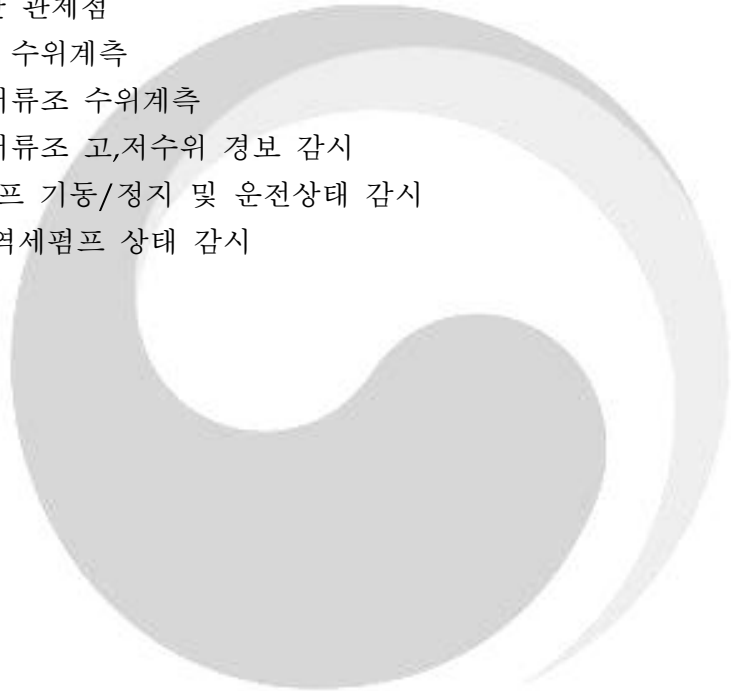 관제점
수위계측
저류조 수위계측
저류조 고,저수위 경보 감시
기동/정지 및 운전상태 감시
역세펌프 상태 감시